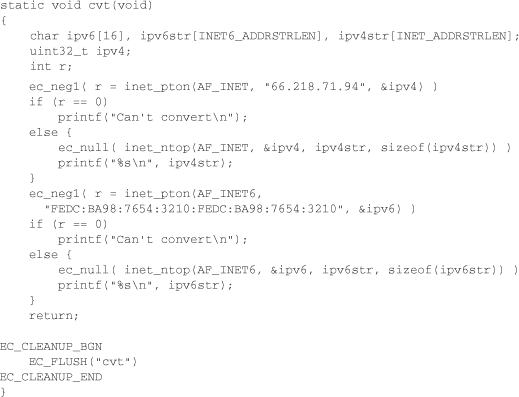 static void cvt(void)
{
    char ipv6[16], ipv6str[INET6_ADDRSTRLEN], ipv4str[INET_ADDRSTRLEN];
    uint32_t ipv4;
    int r;

    ec_neg1( r = inet_pton(AF_INET, "66.218.71.94", &ipv4) )
    if (r == 0)
        printf("Can't convert\n");
    else {
        ec_null( inet_ntop(AF_INET, &ipv4, ipv4str, sizeof(ipv4str)) )
        printf("%s\n", ipv4str);
    }
    ec_neg1( r = inet_pton(AF_INET6,
      "FEDC:BA98:7654:3210:FEDC:BA98:7654:3210", &ipv6) )
    if (r == 0)
        printf("Can't convert\n");
    else {
        ec_null( inet_ntop(AF_INET6, &ipv6, ipv6str, sizeof(ipv6str)) )
        printf("%s\n", ipv6str);
    }
    return;

EC_CLEANUP_BGN
    EC_FLUSH("cvt")
EC_CLEANUP_END
}